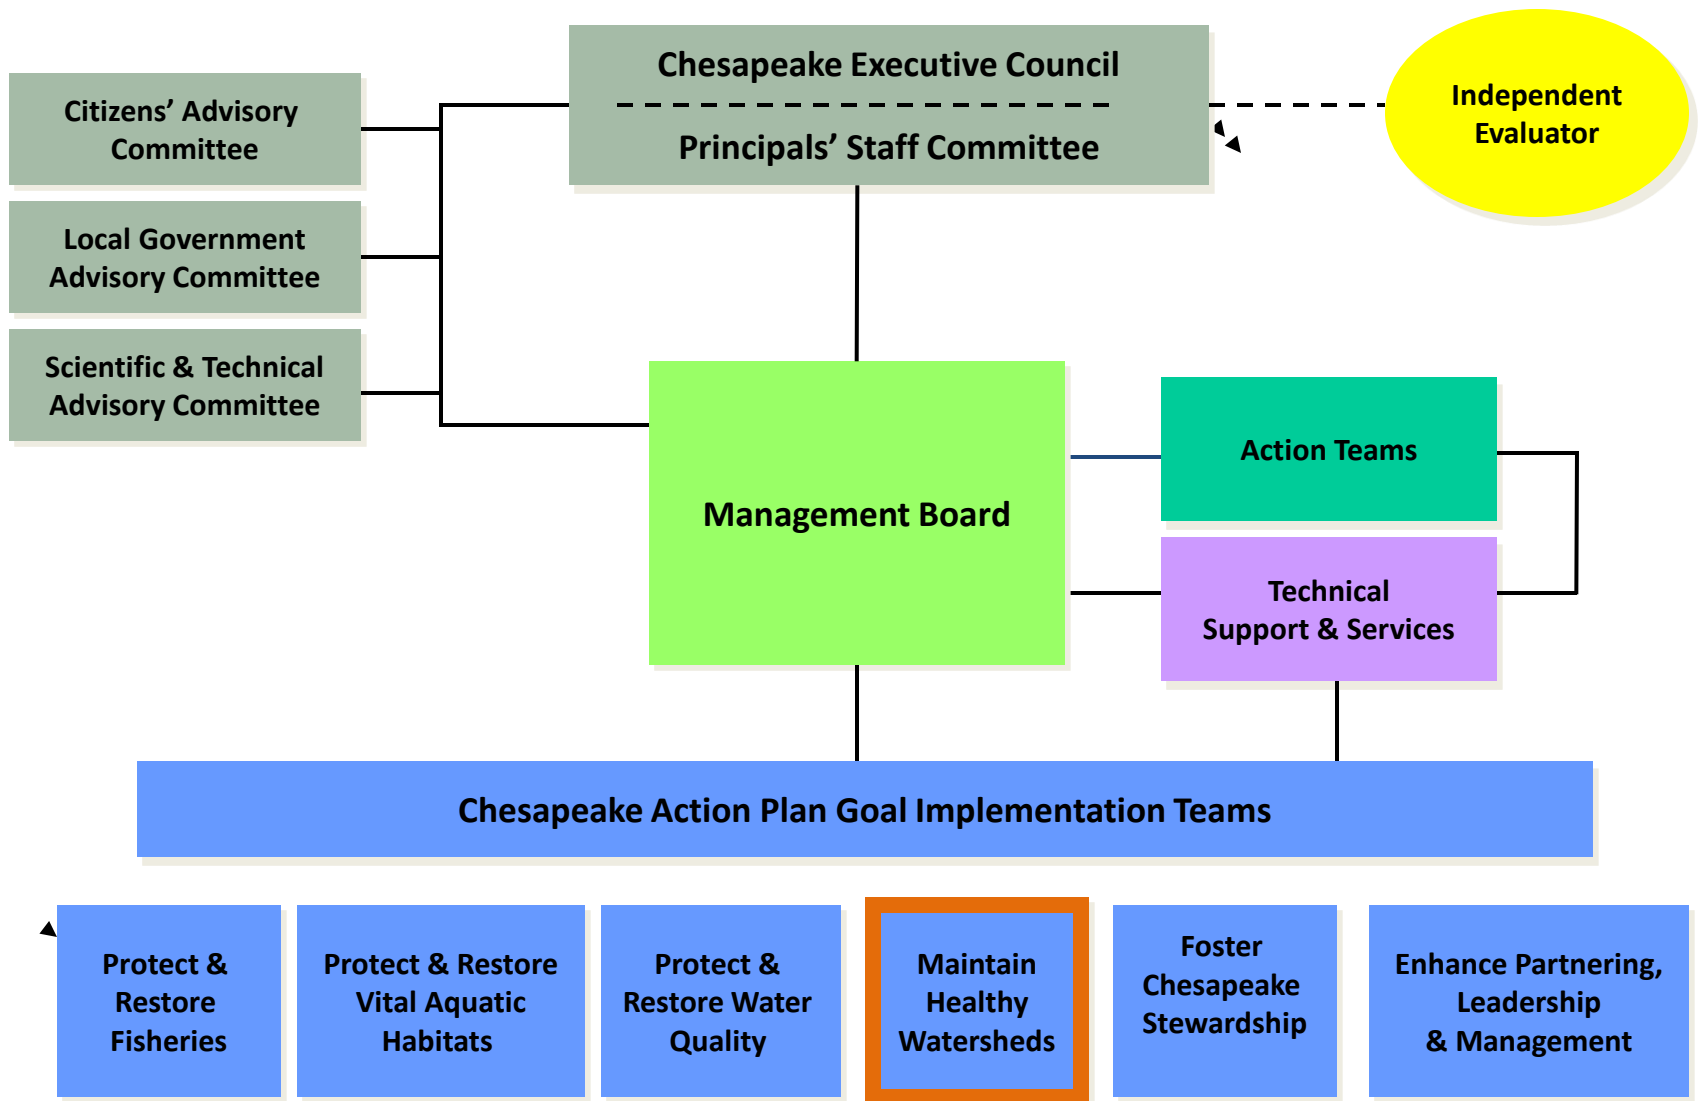 Chesapeake Executive Council
Principals’ Staff Committee
Independent
Evaluator
Citizens’ Advisory
Committee
Local Government
Advisory Committee
Scientific & Technical
Advisory Committee
Management Board
Action Teams
Technical
Support & Services
Chesapeake Action Plan Goal Implementation Teams
Protect &
Restore
Fisheries
Protect & Restore
Vital Aquatic
Habitats
Protect &
Restore Water
Quality
Maintain
Healthy
Watersheds
Foster
Chesapeake
Stewardship
Enhance Partnering,
Leadership
& Management